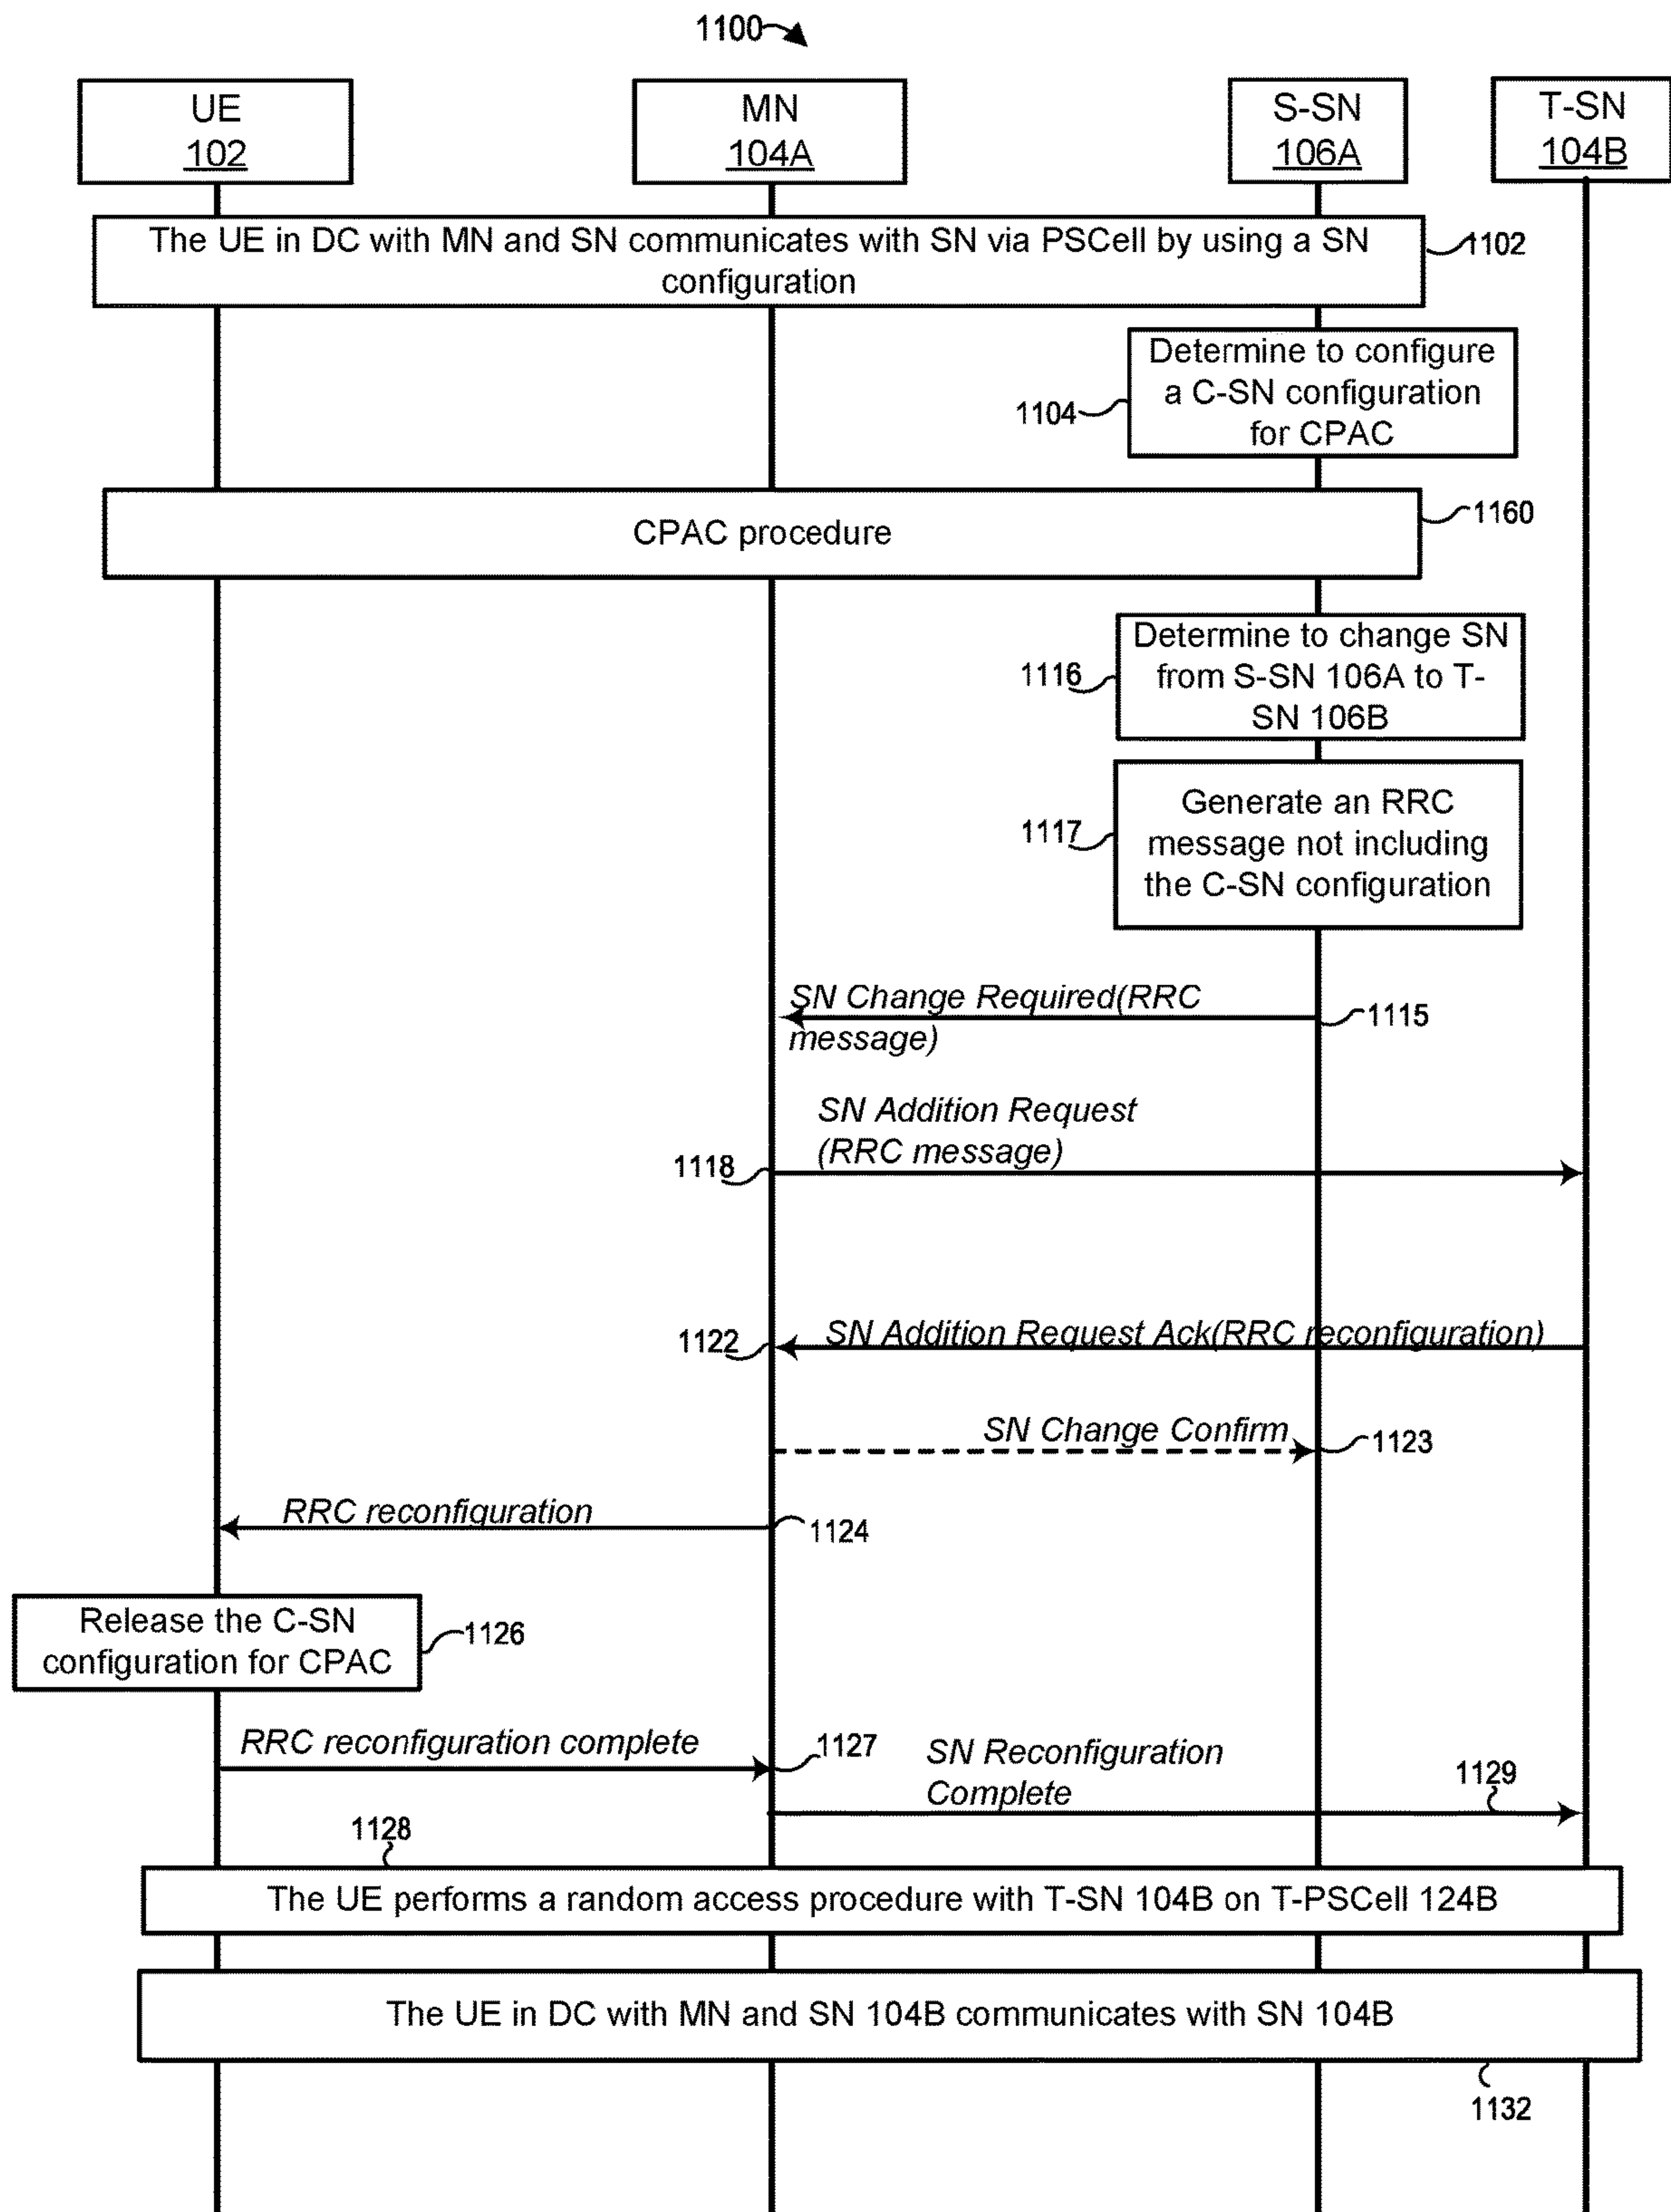 1100
UE
102
MN
104A
S-SN
106A
T-SN
104B
The UE in DC with MN and SN communicates with SN via PSCell by using a SN
configuration
1102
Determine to configure
a C-SN configuration
for CPAC
1104
CPAC procedure
1160
Determine to change SN
from S-SN 106A to T-
SN 106B
1116
Generate an RRC
message not including
the C-SN configuration
1117
SN Change Required(RRC
message)
1115
SN Addition Request
(RRC message)
1118
SN Addition Request Ack(RRC reconfiguration)
1122
SN Change Confirm
1123
RRC reconfiguration
1124
Release the C-SN
configuration for CPAC
1126
RRC reconfiguration complete
1127
SN Reconfiguration
Complete
1129
1128
The UE performs a random access procedure with T-SN 104B on T-PSCell 124B
The UE in DC with MN and SN 104B communicates with SN 104B
1132